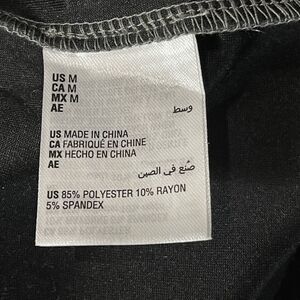 US M
CA M
MX M
AE وسط
US MADE IN CHINA
CA FABRIQUÉ EN CHINE
MX HECHO EN CHINA
AE صنع في الصين
US 85% POLYESTER 10% RAYON
5% SPANDEX